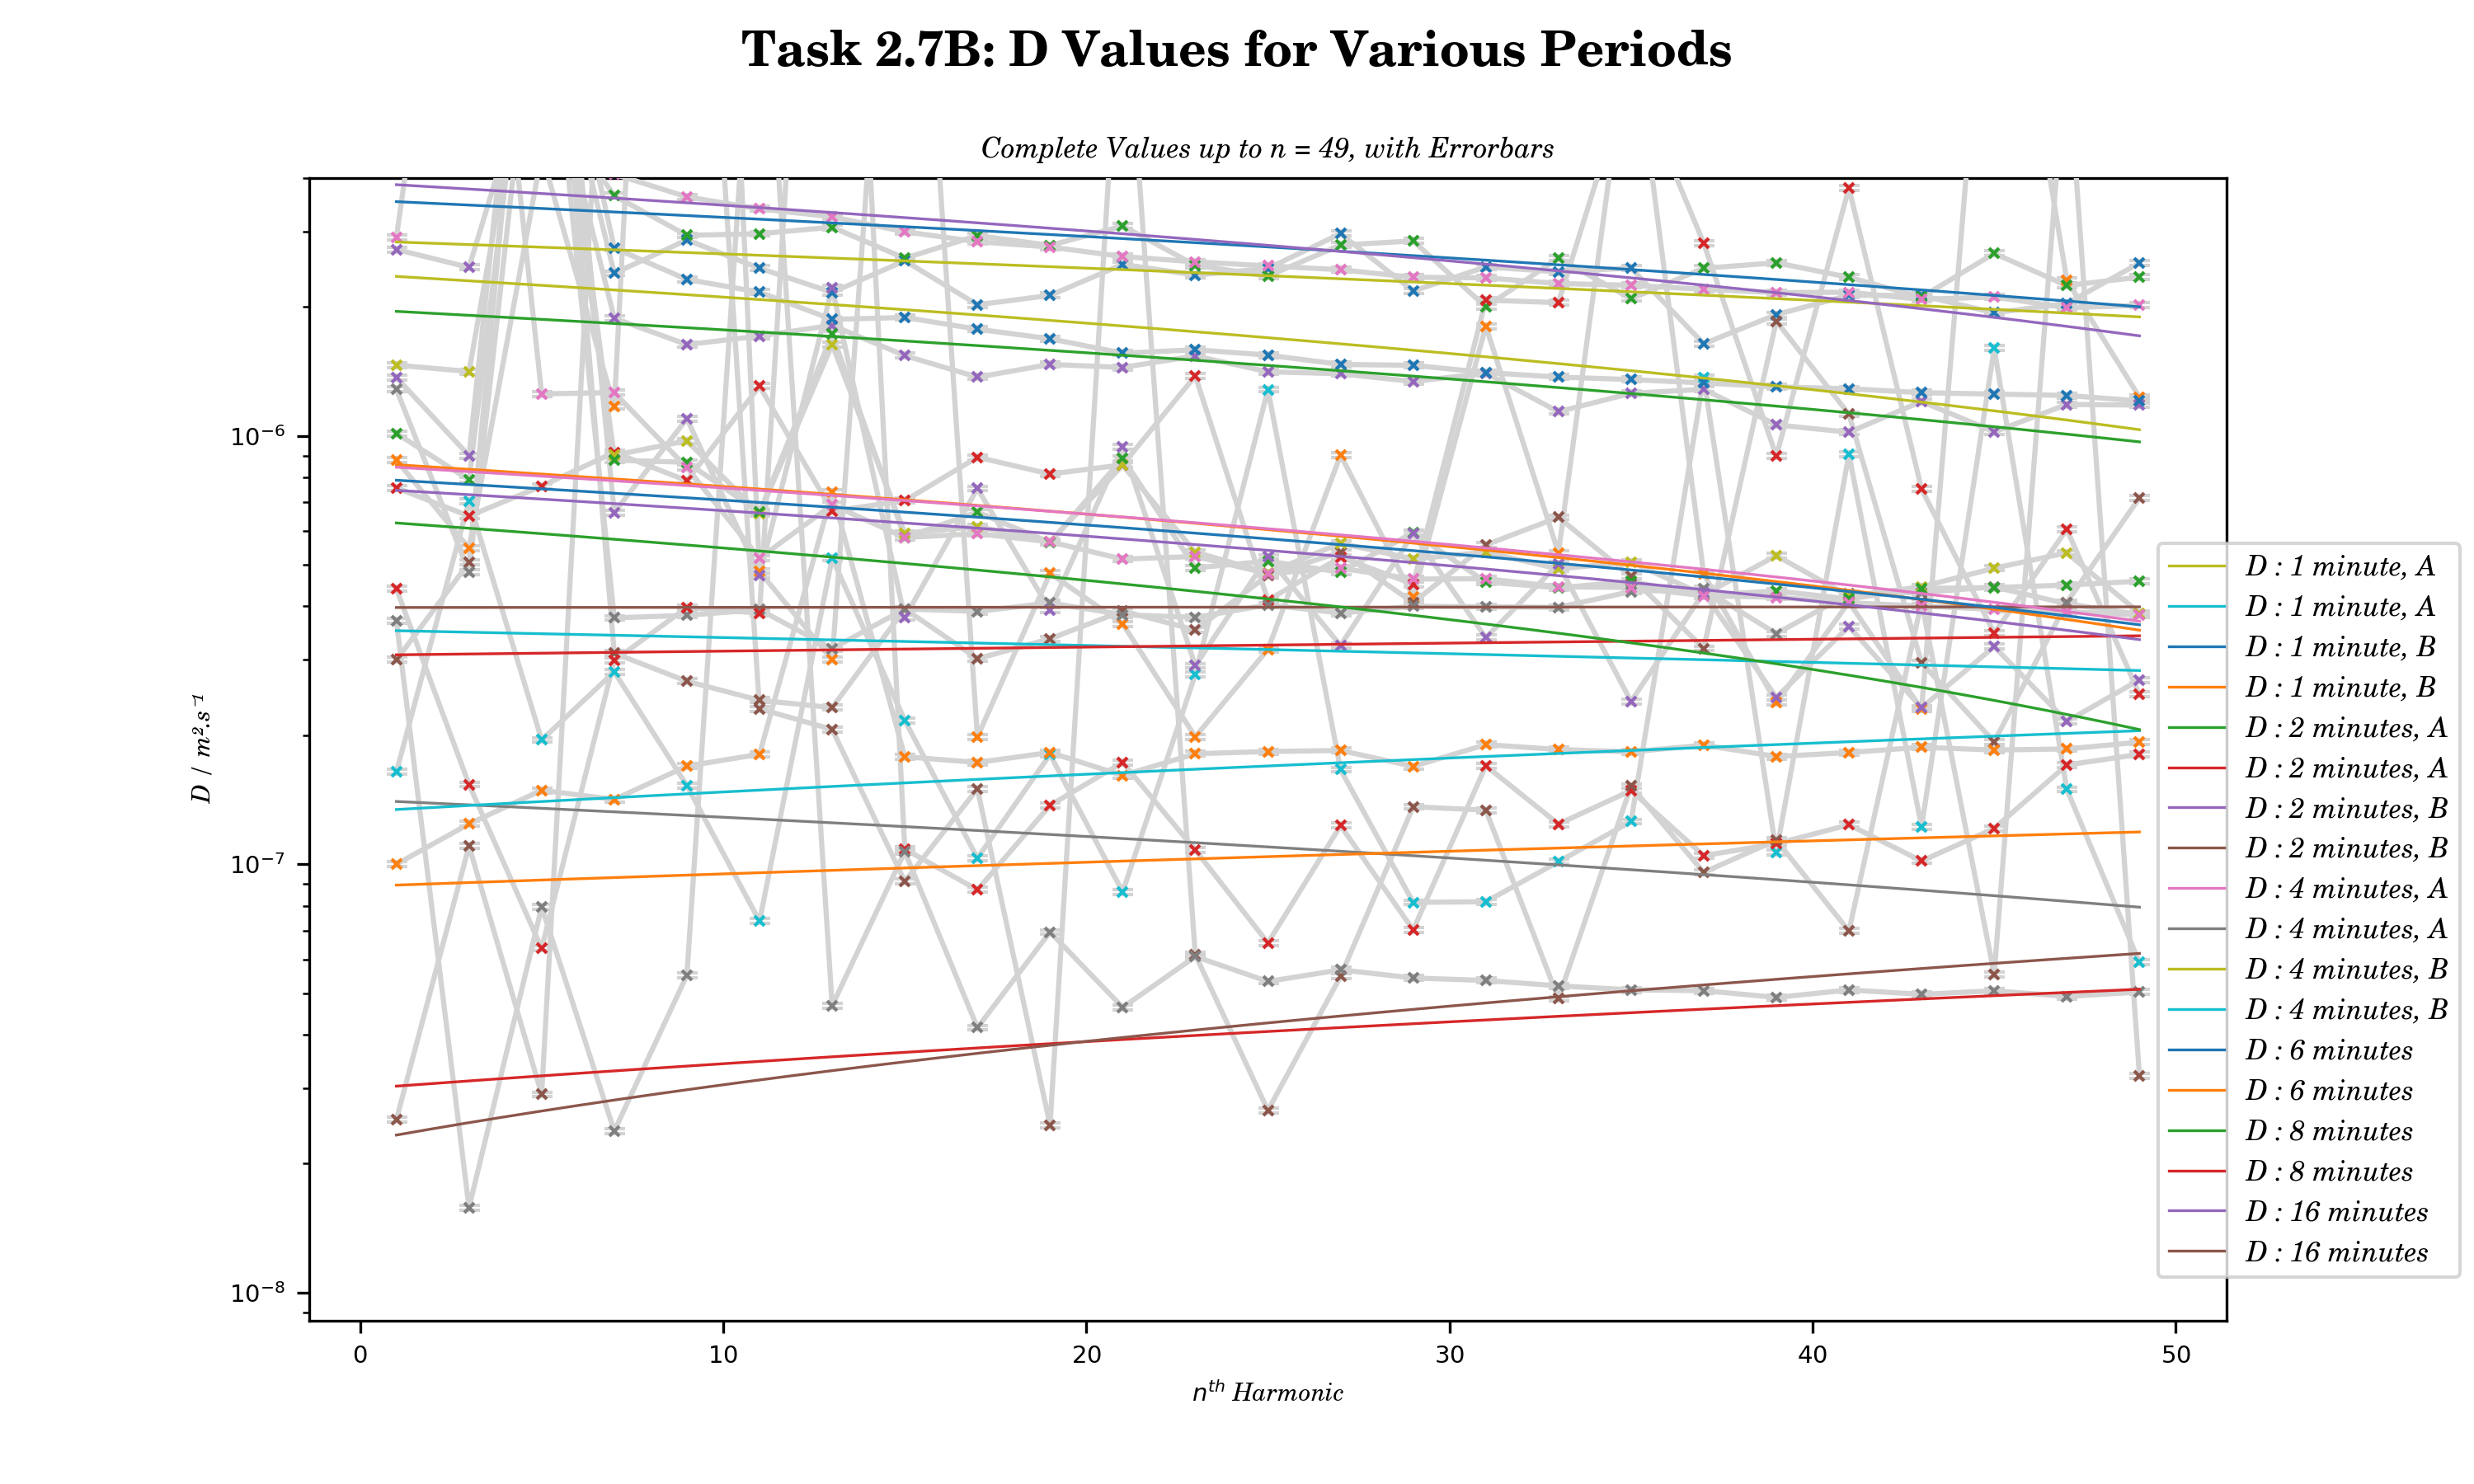 Task 2.7B: D Values for Various Periods
Complete Values up to n = 49, with Errorbars
D / m².s⁻¹
10⁻⁶
10⁻⁷
10⁻⁸
0 10 20 30 40 50
nᵗʰ Harmonic
D : 1 minute, A
D : 1 minute, A
D : 1 minute, B
D : 1 minute, B
D : 2 minutes, A
D : 2 minutes, A
D : 2 minutes, B
D : 2 minutes, B
D : 4 minutes, A
D : 4 minutes, A
D : 4 minutes, B
D : 4 minutes, B
D : 6 minutes
D : 6 minutes
D : 8 minutes
D : 8 minutes
D : 16 minutes
D : 16 minutes